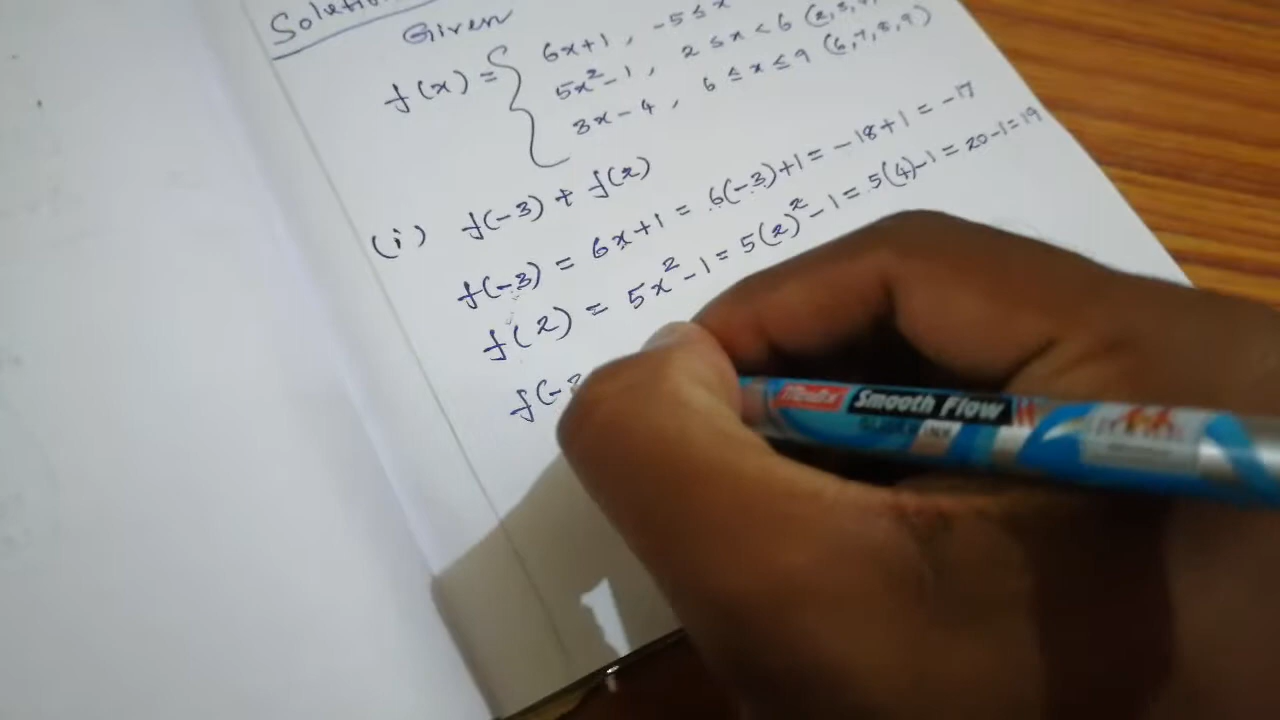 Solution
Given
f(x) = { 6x+1 , -5 ≤ x
5x² - 1 , 2 ≤ x < 6 (2,3,4,
3x - 4 , 6 ≤ x ≤ 9 (6,7,8,9)
(i) f(-3) + f(2)
f(-3) = 6x+1 = 6(-3)+1 = -18+1 = -17
f(2) = 5x² - 1 = 5(2)² - 1 = 5(4)-1 = 20-1 = 19
f(-3
Smooth Flow